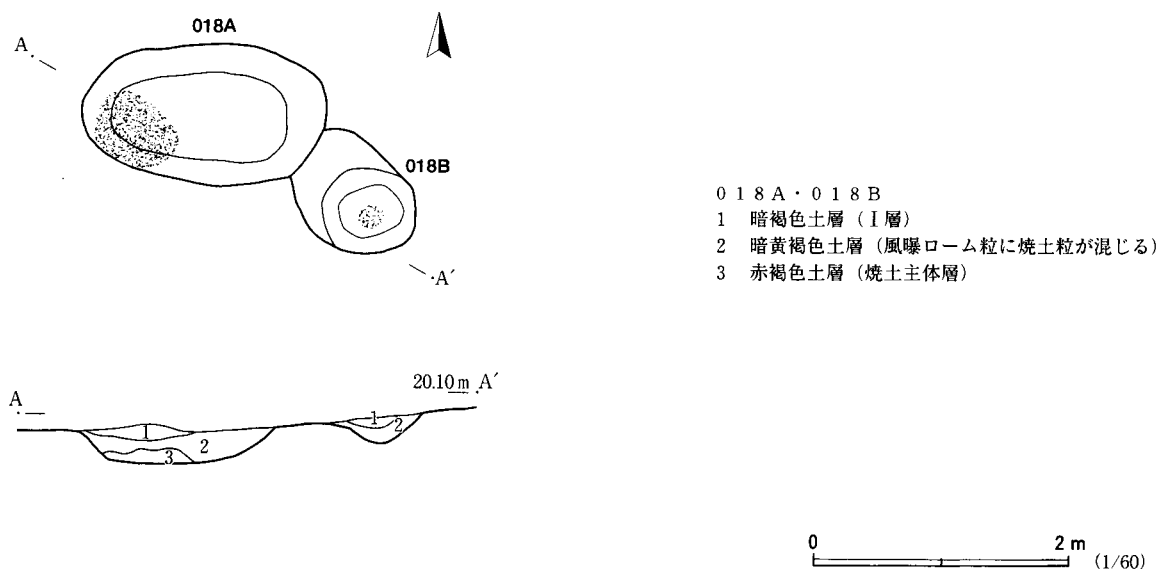 018A
A
018B
A′
018A・018B
1 暗褐色土層（Ⅰ層）
2 暗黄褐色土層（風曝ローム粒に焼土粒が混じる）
3 赤褐色土層（焼土主体層）
20.10m A′
A
1
1
2
2
3
0 2 m
(1/60)